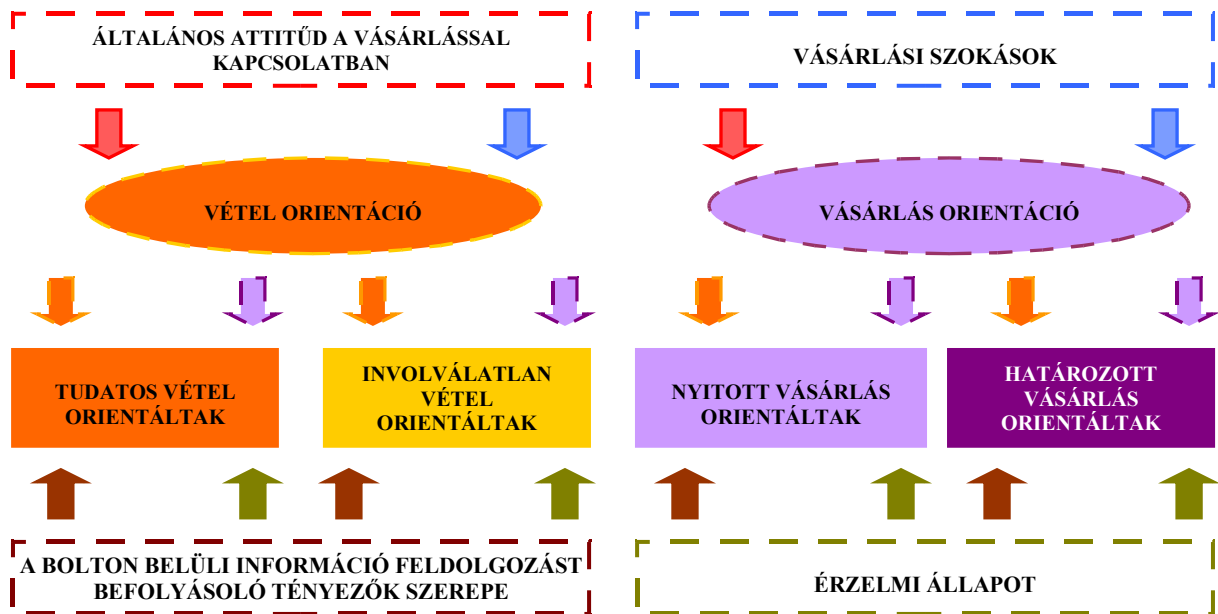 ÁLTALÁNOS ATTITŰD A VÁSÁRLÁSSAL
KAPCSOLATBAN
VÁSÁRLÁSI SZOKÁSOK
VÉTEL ORIENTÁCIÓ
VÁSÁRLÁS ORIENTÁCIÓ
TUDATOS VÉTEL
ORIENTÁLTAK
INVOLVÁLATLAN
VÉTEL
ORIENTÁLTAK
NYITOTT VÁSÁRLÁS
ORIENTÁLTAK
HATÁROZOTT
VÁSÁRLÁS
ORIENTÁLTAK
A BOLTON BELÜLI INFORMÁCIÓ FELDOLGOZÁST
BEFOLYÁSOLÓ TÉNYEZŐK SZEREPE
ÉRZELMI ÁLLAPOT